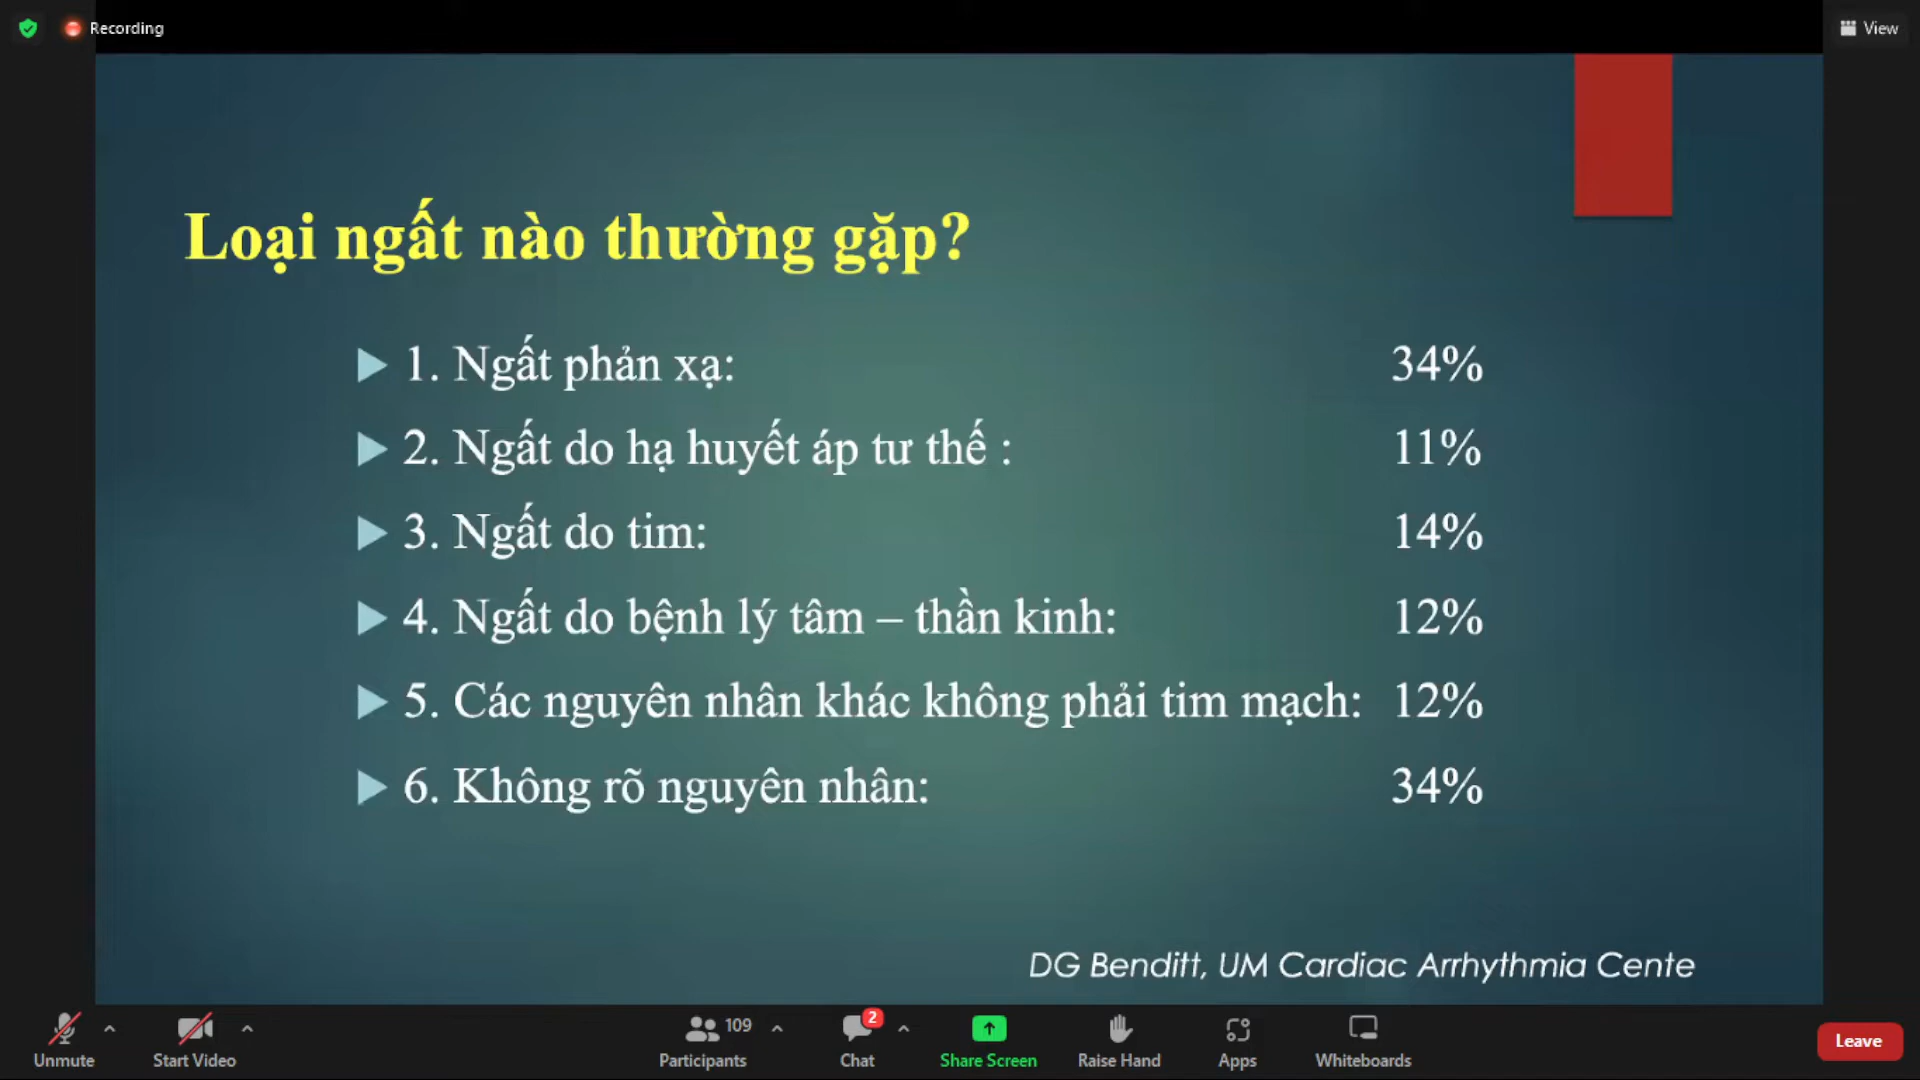 Recording
View
Loại ngất nào thường gặp?
1. Ngất phản xạ: 34%
2. Ngất do hạ huyết áp tư thế : 11%
3. Ngất do tim: 14%
4. Ngất do bệnh lý tâm – thần kinh: 12%
5. Các nguyên nhân khác không phải tim mạch: 12%
6. Không rõ nguyên nhân: 34%
DG Benditt, UM Cardiac Arrhythmia Cente
109
2
Unmute Start Video Participants Chat Share Screen Raise Hand Apps Whiteboards Leave